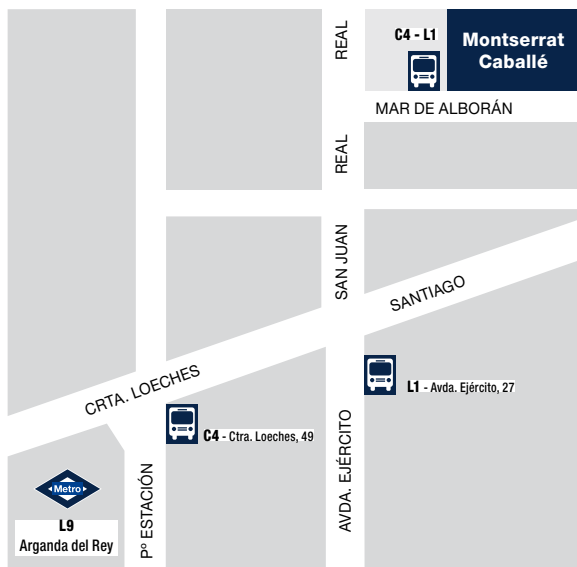 REAL
C4 - L1
Montserrat
Caballé
MAR DE ALBORÁN
REAL
SAN JUAN
SANTIAGO
CRTA. LOECHES
L1 - Avda. Ejército, 27
C4 - Ctra. Loeches, 49
AVDA. EJÉRCITO
Pº ESTACIÓN
Metro
L9
Arganda del Rey